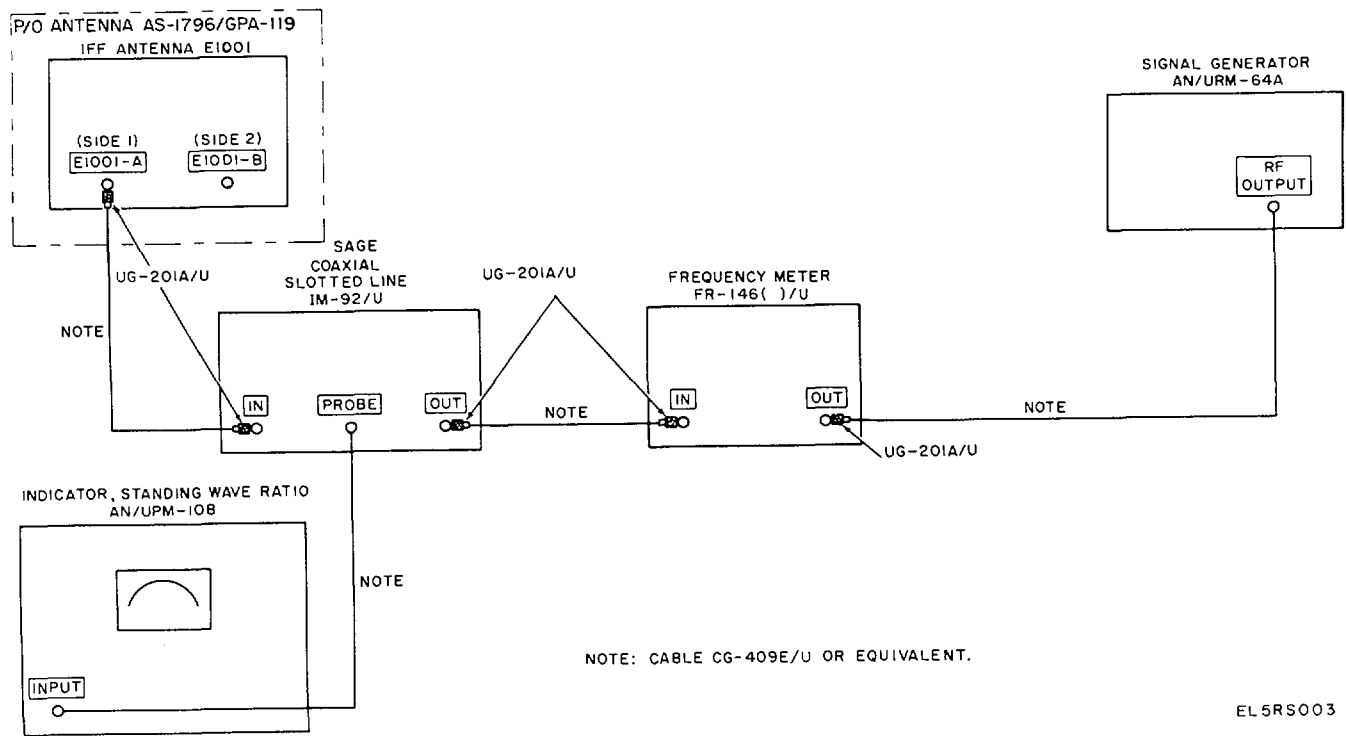 P/O ANTENNA AS-1796/GPA-119
IFF ANTENNA E1001
(SIDE 1)
E1001-A
(SIDE 2)
E10D1-B
UG-201A/U
NOTE
SAGE
COAXIAL
SLOTTED LINE
IM-92/U
IN
PROBE
OUT
UG-201A/U
NOTE
FREQUENCY METER
FR-146( )/U
IN
OUT
UG-201A/U
NOTE
SIGNAL GENERATOR
AN/URM-64A
RF
OUTPUT
INDICATOR, STANDING WAVE RATIO
AN/UPM-108
INPUT
NOTE
NOTE: CABLE CG-409E/U OR EQUIVALENT.
EL5RS003